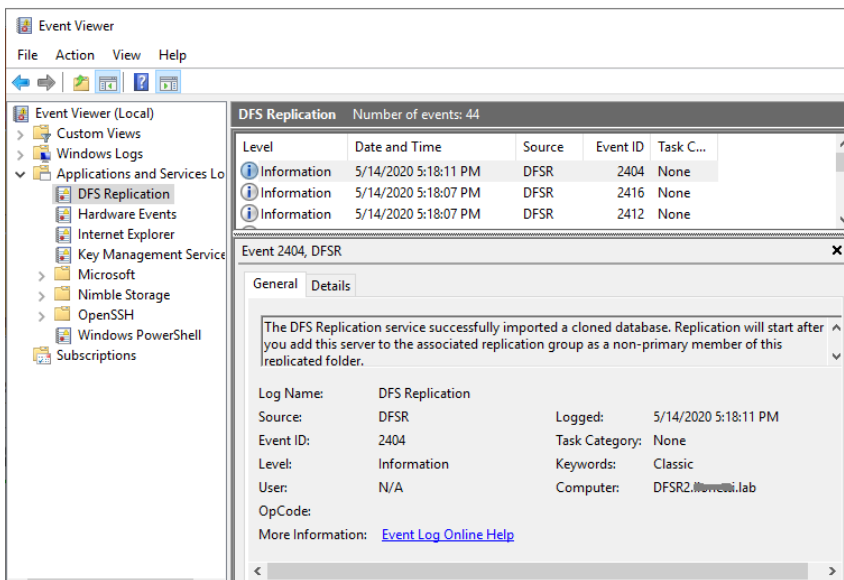 Event Viewer
File Action View Help
Event Viewer (Local)
Custom Views
Windows Logs
Applications and Services Lo
DFS Replication
Hardware Events
Internet Explorer
Key Management Service
Microsoft
Nimble Storage
OpenSSH
Windows PowerShell
Subscriptions
DFS Replication Number of events: 44
Level Date and Time Source Event ID Task C...
Information 5/14/2020 5:18:11 PM DFSR 2404 None
Information 5/14/2020 5:18:07 PM DFSR 2416 None
Information 5/14/2020 5:18:07 PM DFSR 2412 None
Event 2404, DFSR
General Details
The DFS Replication service successfully imported a cloned database. Replication will start after
you add this server to the associated replication group as a non-primary member of this
replicated folder.
Log Name: DFS Replication
Source: DFSR Logged: 5/14/2020 5:18:11 PM
Event ID: 2404 Task Category: None
Level: Information Keywords: Classic
User: N/A Computer: DFSR2. .lab
OpCode:
More Information: Event Log Online Help